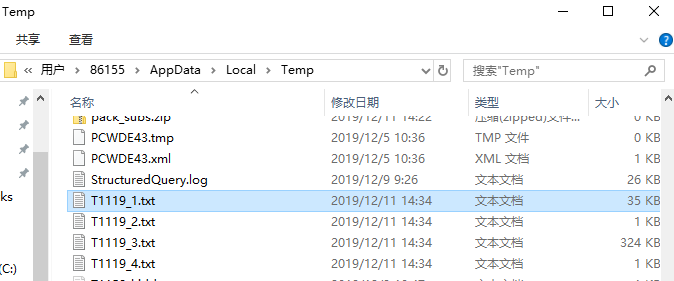 Temp
共享 查看
« 用户 > 86155 > AppData > Local > Temp 搜索"Temp"
名称 修改日期 类型 大小
pack_subs.zip 2019/12/11 14:22 压缩(zipped)文件... 0 KB
PCWDE43.tmp 2019/12/5 10:36 TMP 文件 0 KB
PCWDE43.xml 2019/12/5 10:36 XML 文档 1 KB
StructuredQuery.log 2019/12/9 9:26 文本文档 26 KB
T1119_1.txt 2019/12/11 14:34 文本文档 35 KB
ks
T1119_2.txt 2019/12/11 14:34 文本文档 1 KB
T1119_3.txt 2019/12/11 14:34 文本文档 324 KB
T1119_4.txt 2019/12/11 14:34 文本文档 1 KB
(C:)